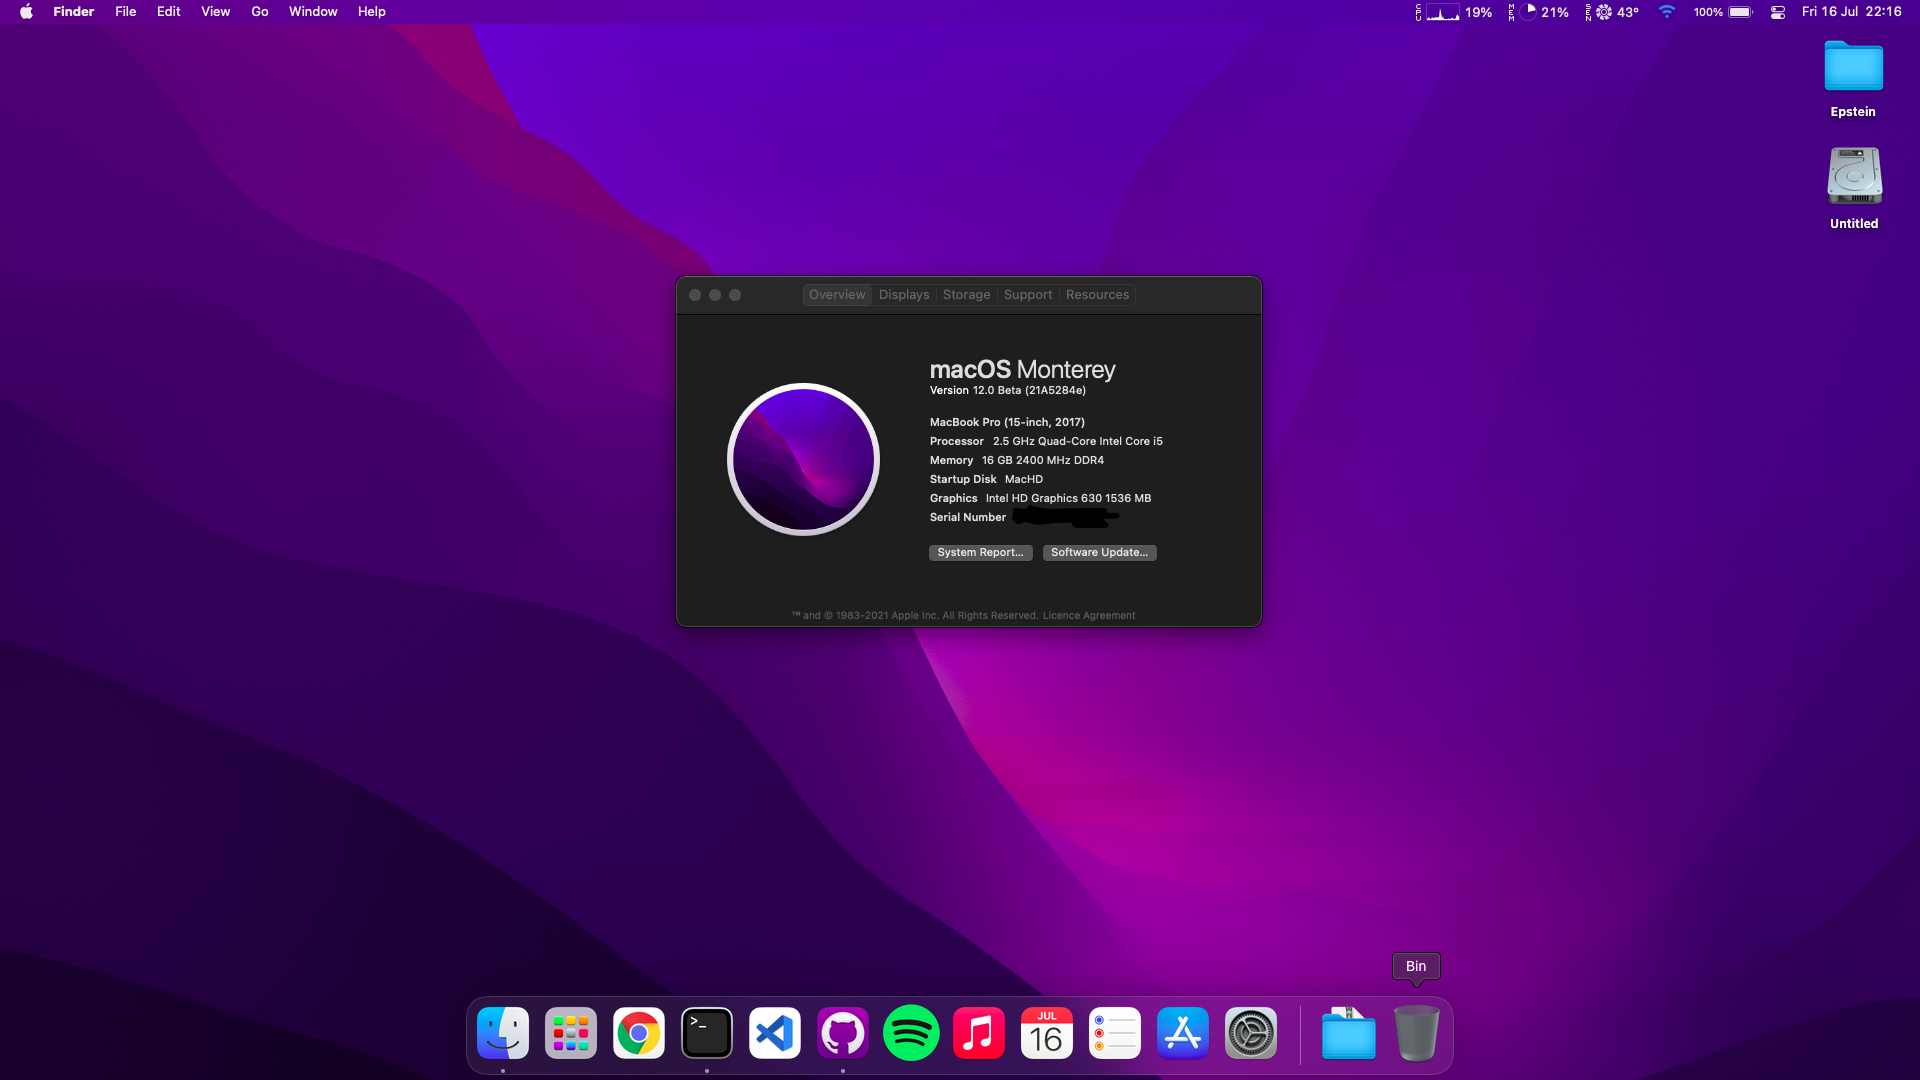 Finder File Edit View Go Window Help CPU 19% MEM 21% SEN 43° 100% Fri 16 Jul 22:16
Epstein
Untitled
Overview Displays Storage Support Resources
macOS Monterey
Version 12.0 Beta (21A5284e)
MacBook Pro (15-inch, 2017)
Processor 2.5 GHz Quad-Core Intel Core i5
Memory 16 GB 2400 MHz DDR4
Startup Disk MacHD
Graphics Intel HD Graphics 630 1536 MB
Serial Number
System Report... Software Update...
™ and © 1983-2021 Apple Inc. All Rights Reserved. Licence Agreement
Bin
>_
JUL
16